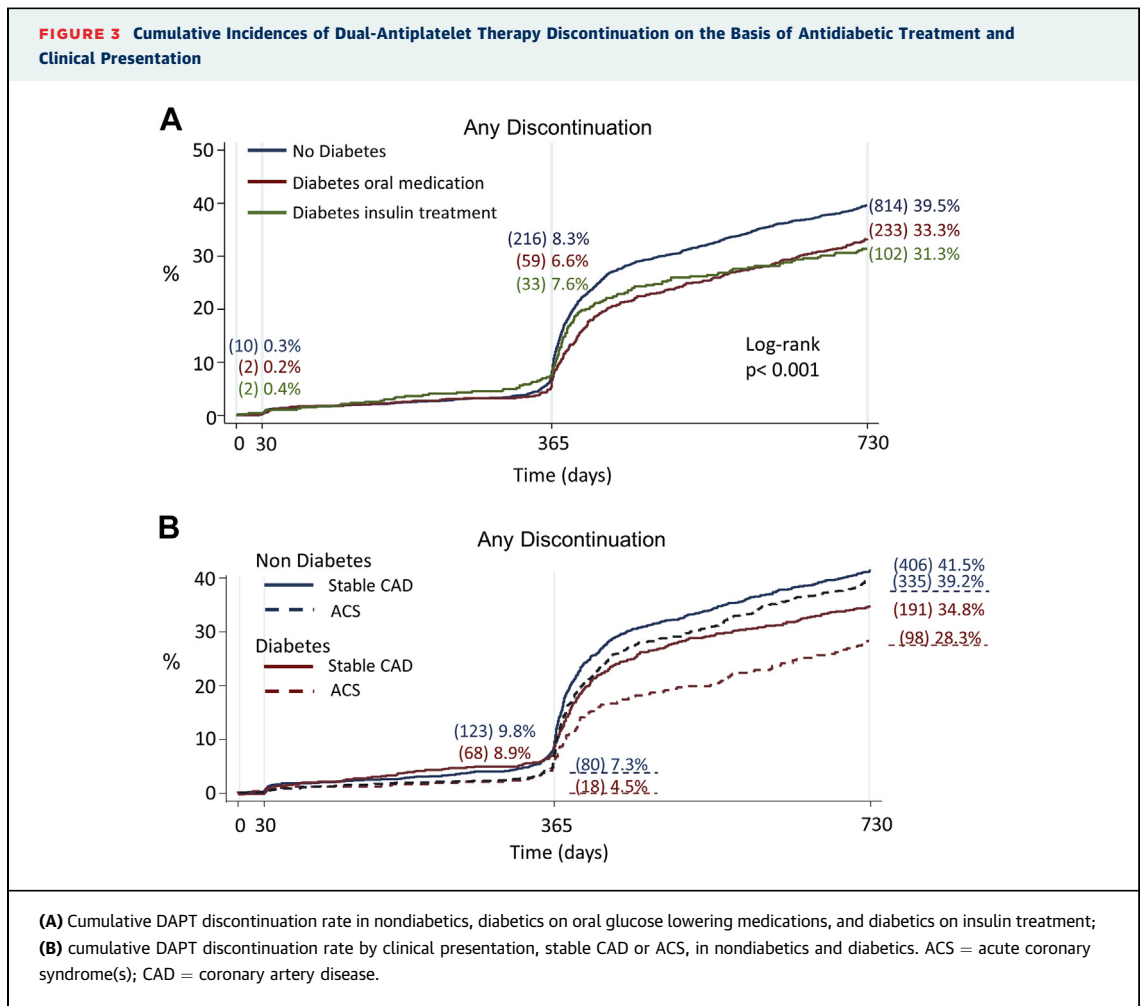 FIGURE 3 Cumulative Incidences of Dual-Antiplatelet Therapy Discontinuation on the Basis of Antidiabetic Treatment and
Clinical Presentation
A
Any Discontinuation
No Diabetes
Diabetes oral medication
Diabetes insulin treatment
50
40
30
20
10
0
%
(10) 0.3%
(2) 0.2%
(2) 0.4%
(216) 8.3%
(59) 6.6%
(33) 7.6%
(814) 39.5%
(233) 33.3%
(102) 31.3%
Log-rank
p< 0.001
0 30 365 730
Time (days)
B
Any Discontinuation
Non Diabetes
Stable CAD
ACS
Diabetes
Stable CAD
ACS
40
30
20
10
0
%
(123) 9.8%
(68) 8.9%
(80) 7.3%
(18) 4.5%
(406) 41.5%
(335) 39.2%
(191) 34.8%
(98) 28.3%
0 30 365 730
Time (days)
(A) Cumulative DAPT discontinuation rate in nondiabetics, diabetics on oral glucose lowering medications, and diabetics on insulin treatment;
(B) cumulative DAPT discontinuation rate by clinical presentation, stable CAD or ACS, in nondiabetics and diabetics. ACS = acute coronary
syndrome(s); CAD = coronary artery disease.